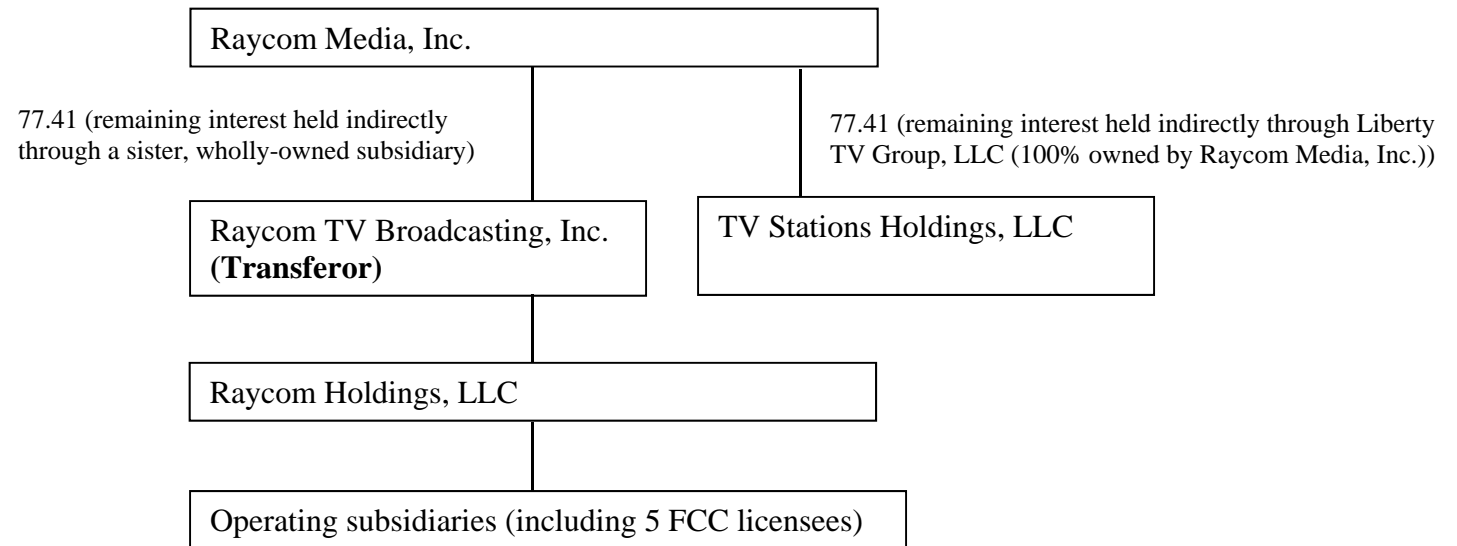 Raycom Media, Inc.
77.41 (remaining interest held indirectly
through a sister, wholly-owned subsidiary)
77.41 (remaining interest held indirectly through Liberty
TV Group, LLC (100% owned by Raycom Media, Inc.))
Raycom TV Broadcasting, Inc.
(Transferor)
TV Stations Holdings, LLC
Raycom Holdings, LLC
Operating subsidiaries (including 5 FCC licensees)